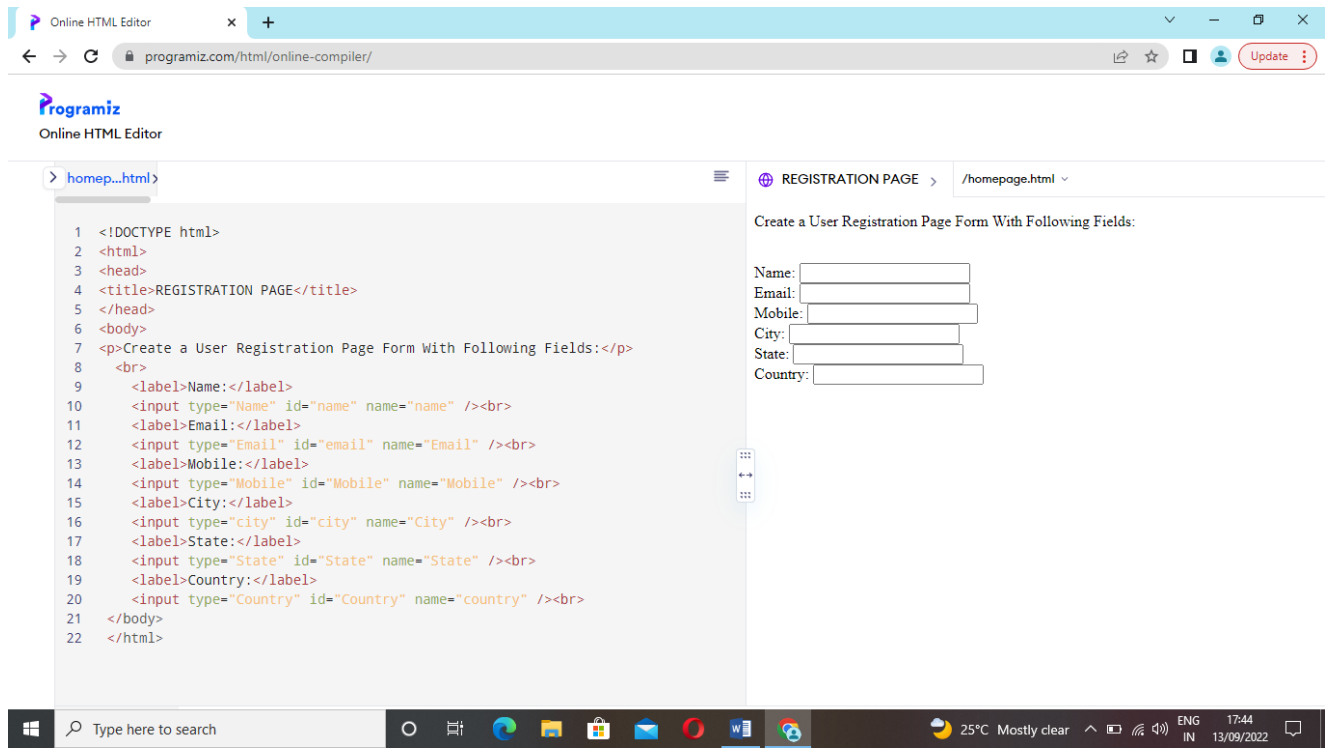 Online HTML Editor
programiz.com/html/online-compiler/
Update
Programiz
Online HTML Editor
homep...html
REGISTRATION PAGE
/homepage.html
1 <!DOCTYPE html>
2 <html>
3 <head>
4 <title>REGISTRATION PAGE</title>
5 </head>
6 <body>
7 <p>Create a User Registration Page Form With Following Fields:</p>
8 <br>
9 <label>Name:</label>
10 <input type="Name" id="name" name="name" /><br>
11 <label>Email:</label>
12 <input type="Email" id="email" name="Email" /><br>
13 <label>Mobile:</label>
14 <input type="Mobile" id="Mobile" name="Mobile" /><br>
15 <label>City:</label>
16 <input type="city" id="city" name="City" /><br>
17 <label>State:</label>
18 <input type="State" id="State" name="State" /><br>
19 <label>Country:</label>
20 <input type="Country" id="Country" name="country" /><br>
21 </body>
22 </html>
Create a User Registration Page Form With Following Fields:
Name:
Email:
Mobile:
City:
State:
Country:
Type here to search
25°C Mostly clear
ENG
IN
17:44
13/09/2022